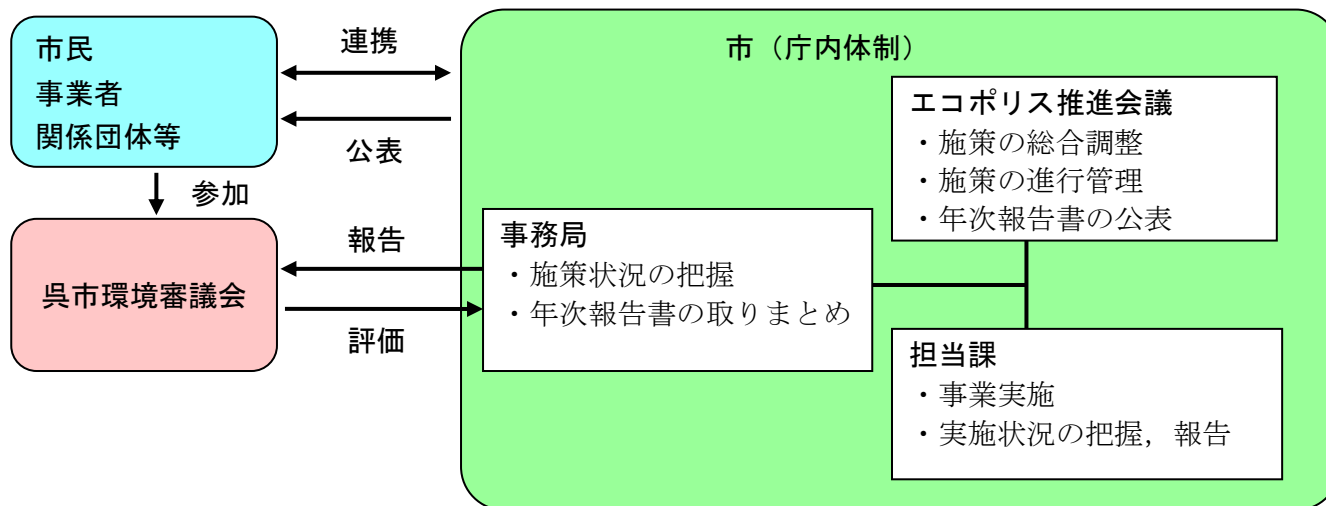 市民
事業者
関係団体等
連携
公表
参加
呉市環境審議会
報告
評価
市（庁内体制）
事務局
・施策状況の把握
・年次報告書の取りまとめ
エコポリス推進会議
・施策の総合調整
・施策の進行管理
・年次報告書の公表
担当課
・事業実施
・実施状況の把握，報告